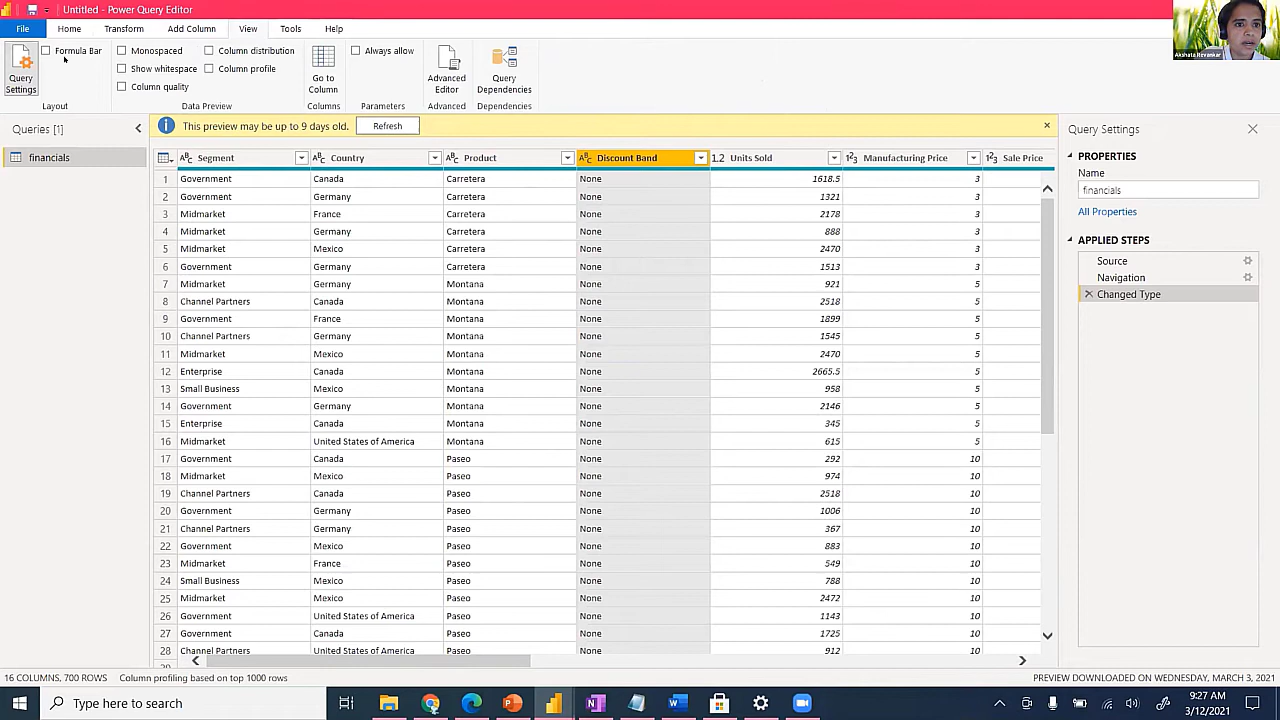 Untitled - Power Query Editor
File Home Transform Add Column View Tools Help
Query Settings
Formula Bar
Layout
Monospaced
Show whitespace
Column quality
Column distribution
Column profile
Data Preview
Go to Column
Columns
Always allow
Parameters
Advanced Editor
Advanced
Query Dependencies
Dependencies
Akshata Revankar
Queries [1]
financials
This preview may be up to 9 days old. Refresh
Segment Country Product Discount Band 1.2 Units Sold Manufacturing Price Sale Price
1 Government Canada Carretera None 1618.5 3
2 Government Germany Carretera None 1321 3
3 Midmarket France Carretera None 2178 3
4 Midmarket Germany Carretera None 888 3
5 Midmarket Mexico Carretera None 2470 3
6 Government Germany Carretera None 1513 3
7 Midmarket Germany Montana None 921 5
8 Channel Partners Canada Montana None 2518 5
9 Government France Montana None 1899 5
10 Channel Partners Germany Montana None 1545 5
11 Midmarket Mexico Montana None 2470 5
12 Enterprise Canada Montana None 2665.5 5
13 Small Business Mexico Montana None 958 5
14 Government Germany Montana None 2146 5
15 Enterprise Canada Montana None 345 5
16 Midmarket United States of America Montana None 615 5
17 Government Canada Paseo None 292 10
18 Midmarket Mexico Paseo None 974 10
19 Channel Partners Canada Paseo None 2518 10
20 Government Germany Paseo None 1006 10
21 Channel Partners Germany Paseo None 367 10
22 Government Mexico Paseo None 883 10
23 Midmarket France Paseo None 549 10
24 Small Business Mexico Paseo None 788 10
25 Midmarket Mexico Paseo None 2472 10
26 Government United States of America Paseo None 1143 10
27 Government Canada Paseo None 1725 10
28 Channel Partners United States of America Paseo None 912 10
Query Settings
PROPERTIES
Name
financials
All Properties
APPLIED STEPS
Source
Navigation
Changed Type
16 COLUMNS, 700 ROWS Column profiling based on top 1000 rows
PREVIEW DOWNLOADED ON WEDNESDAY, MARCH 3, 2021
Type here to search
9:27 AM
3/12/2021